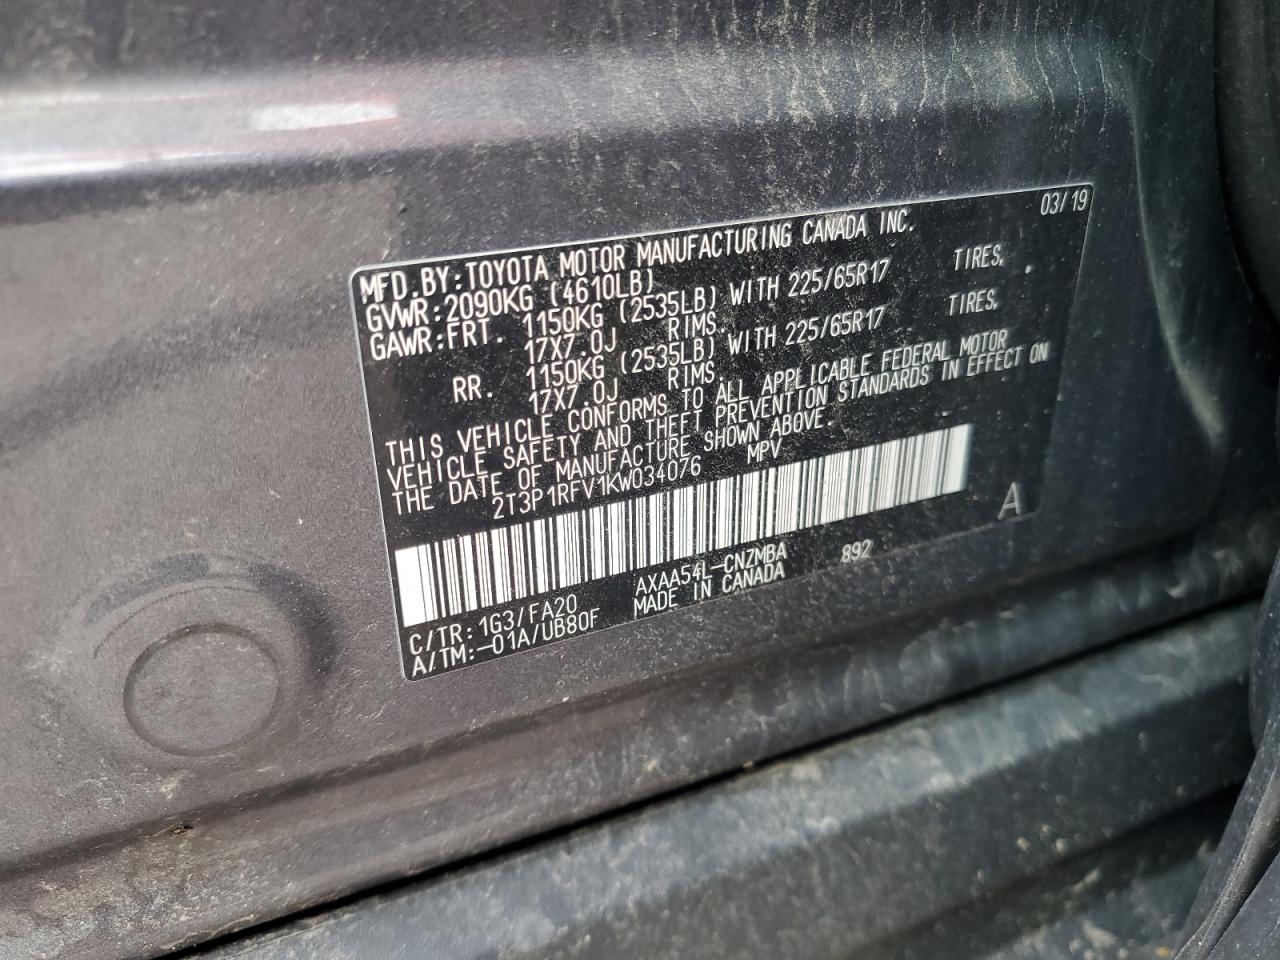 03/19
MFD.BY:TOYOTA MOTOR MANUFACTURING CANADA INC.
GVWR:2090KG (4610LB)
GAWR:FRT. 1150KG (2535LB) WITH 225/65R17 TIRES,
17X7.0J RIMS.
RR. 1150KG (2535LB) WITH 225/65R17 TIRES,
17X7.0J RIMS.
THIS VEHICLE CONFORMS TO ALL APPLICABLE FEDERAL MOTOR
VEHICLE SAFETY AND THEFT PREVENTION STANDARDS IN EFFECT ON
THE DATE OF MANUFACTURE SHOWN ABOVE.
2T3P1RFV1KW034076 MPV
A
C/TR:1G3/FA20 AXAA54L-CNZMBA 892
A/TM:-01A/UB80F MADE IN CANADA